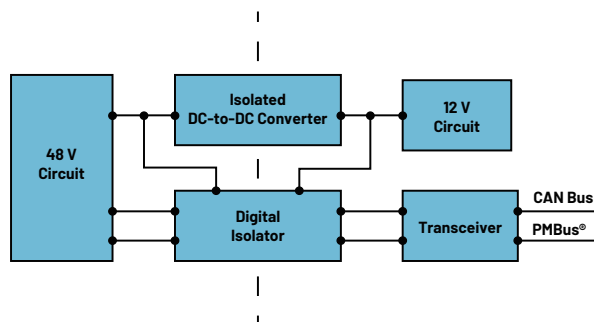 48 V
Circuit
Isolated
DC-to-DC Converter
12 V
Circuit
Digital
Isolator
Transceiver
CAN Bus
PMBus®